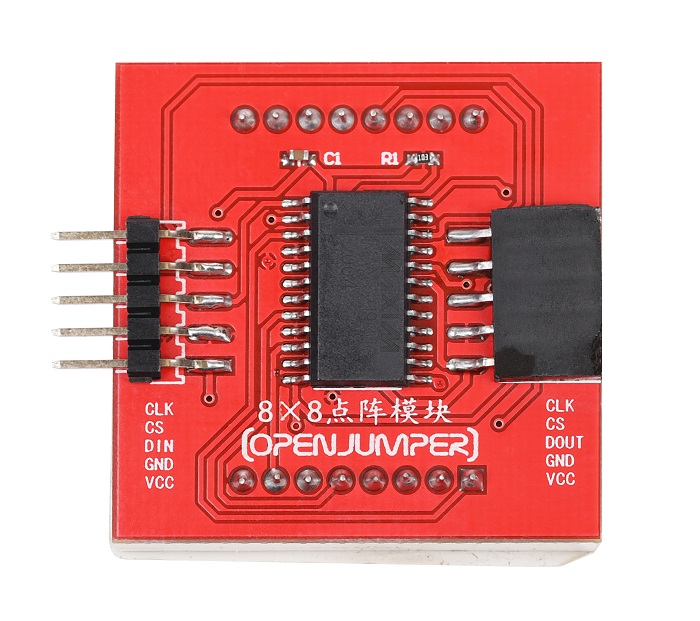 C1 R1
103
8×8点阵模块
OPENJUMPER
CLK
CS
DIN
GND
VCC
CLK
CS
DOUT
GND
VCC